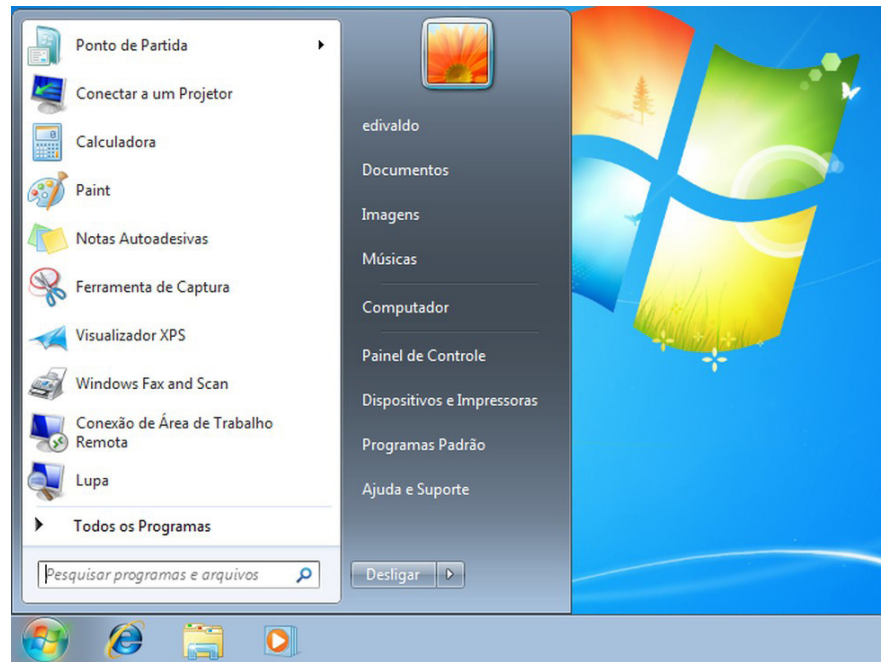 Ponto de Partida
Conectar a um Projetor
Calculadora
Paint
Notas Autoadesivas
Ferramenta de Captura
Visualizador XPS
Windows Fax and Scan
Conexão de Área de Trabalho
Remota
Lupa
Todos os Programas
Pesquisar programas e arquivos
edivaldo
Documentos
Imagens
Músicas
Computador
Painel de Controle
Dispositivos e Impressoras
Programas Padrão
Ajuda e Suporte
Desligar